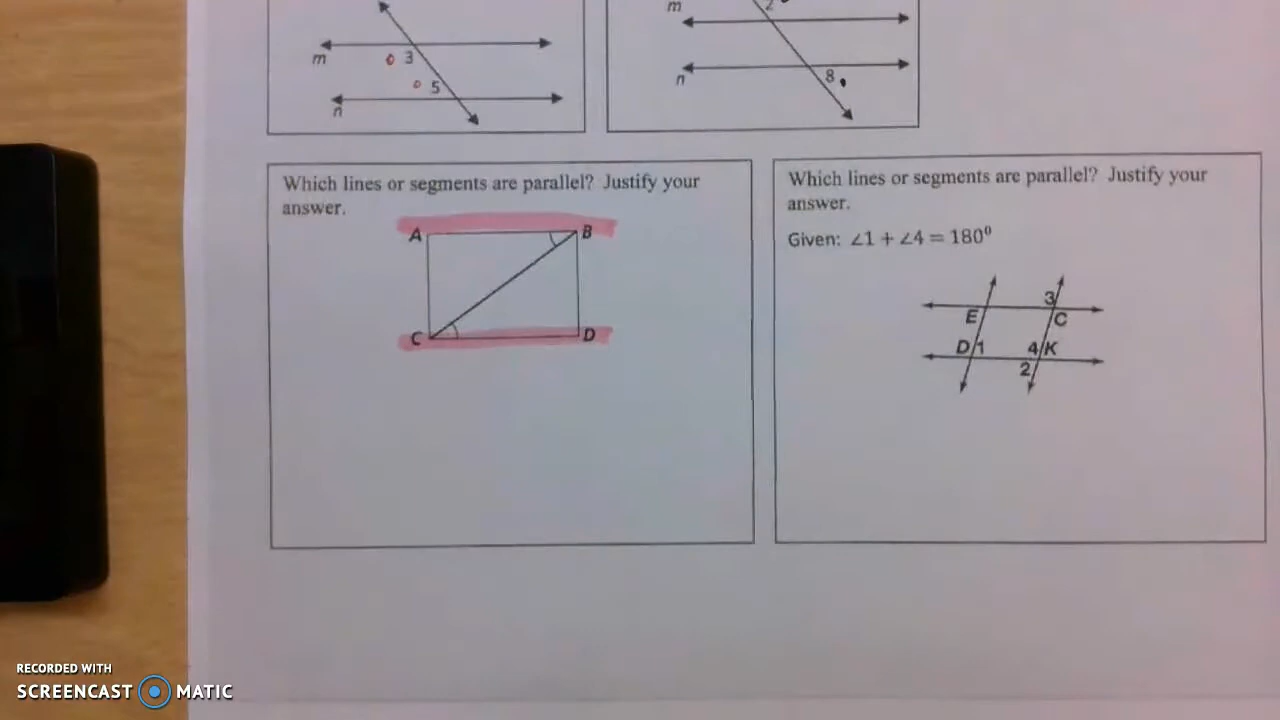 m
2
m
3
n
8
5
n
Which lines or segments are parallel? Justify your
answer.
A
B
C
D
Which lines or segments are parallel? Justify your
answer.
Given: ∠1 + ∠4 = 180⁰
3
E
C
D 1
4 K
2
RECORDED WITH
SCREENCAST MATIC